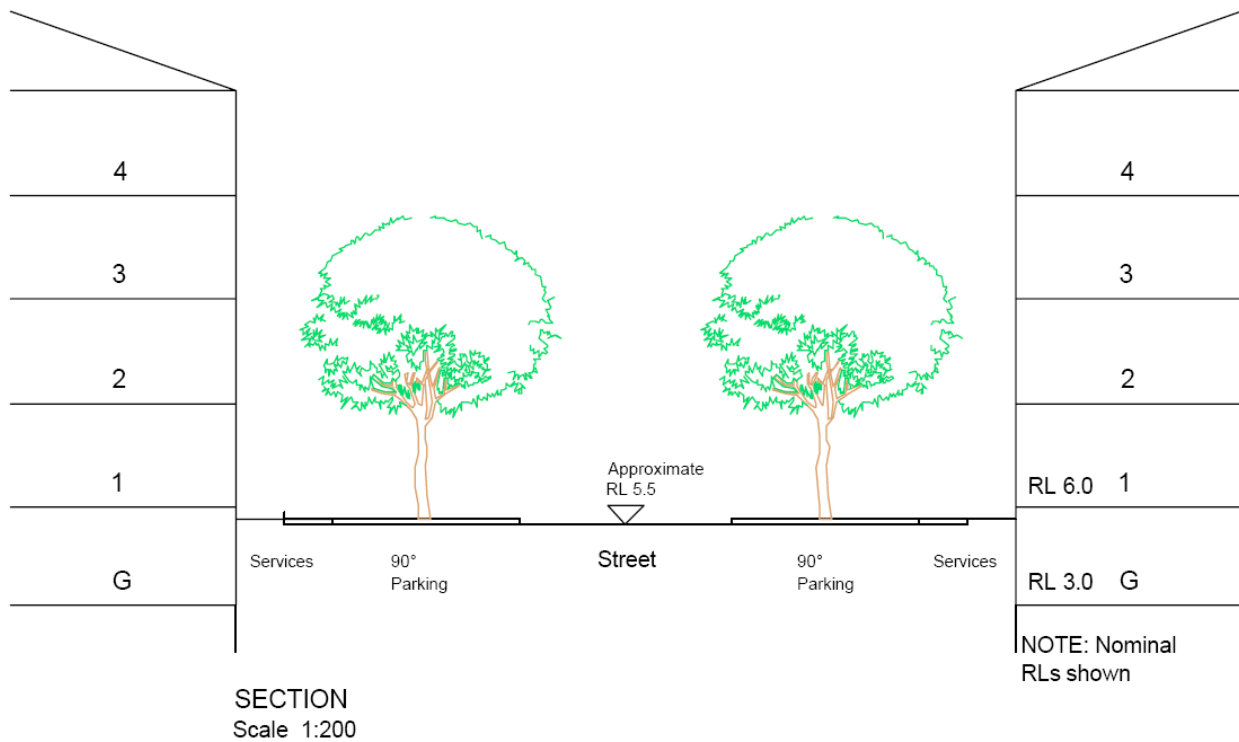 4
4
3
3
2
2
Approximate
RL 5.5
1
RL 6.0 1
Services
90°
Parking
Street
90°
Parking
Services
G
RL 3.0 G
NOTE: Nominal
RLs shown
SECTION
Scale 1:200